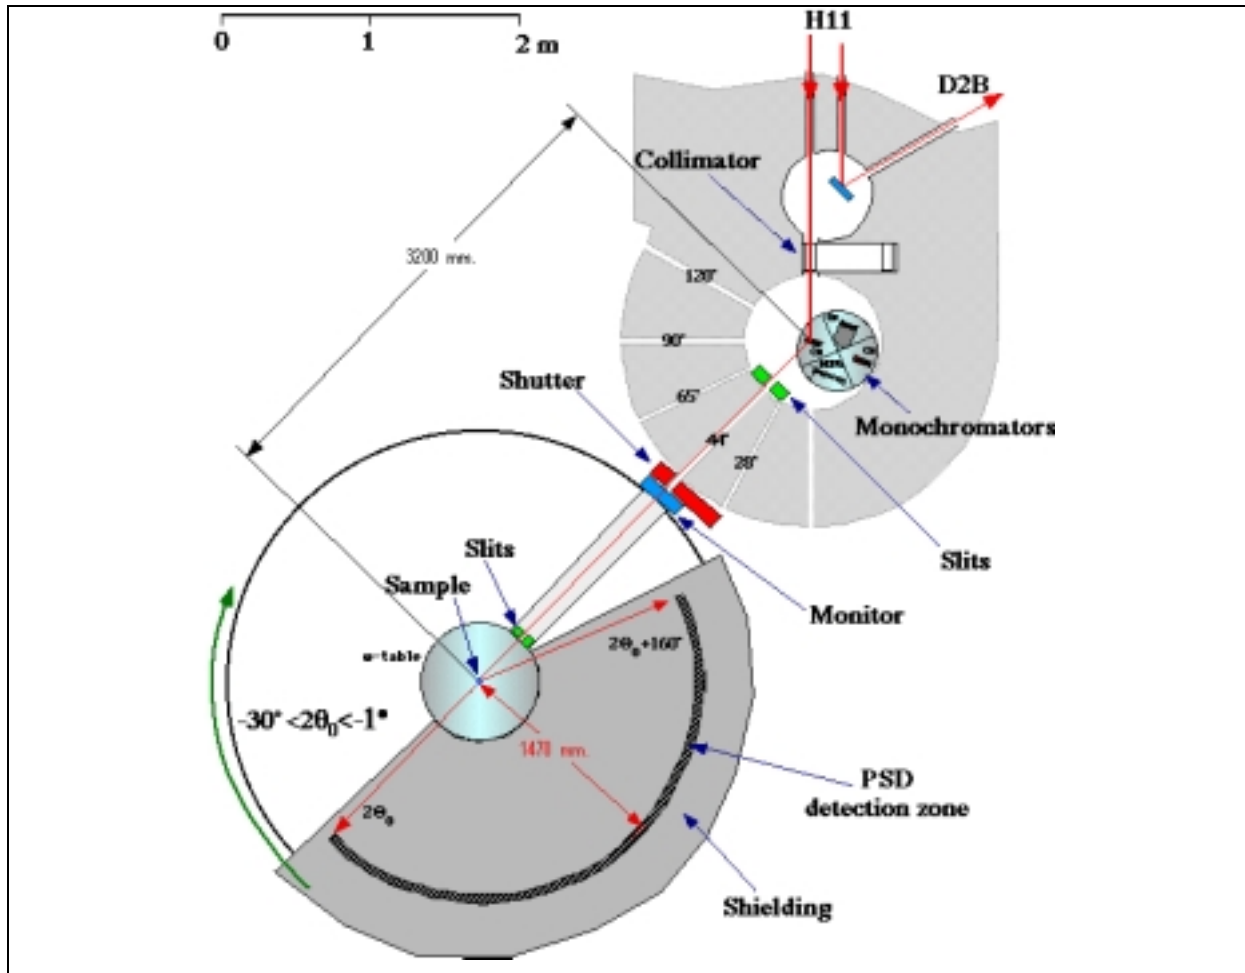 H11
0 1 2 m
D2B
Collimator
3200 mm.
120°
90°
Shutter
65°
Monochromators
44°
28°
Slits
Slits
Sample
Monitor
2Θ₀+160°
ω-table
-30° <2θ₀<-1°
1470 mm.
PSD
detection zone
2Θ₀
Shielding